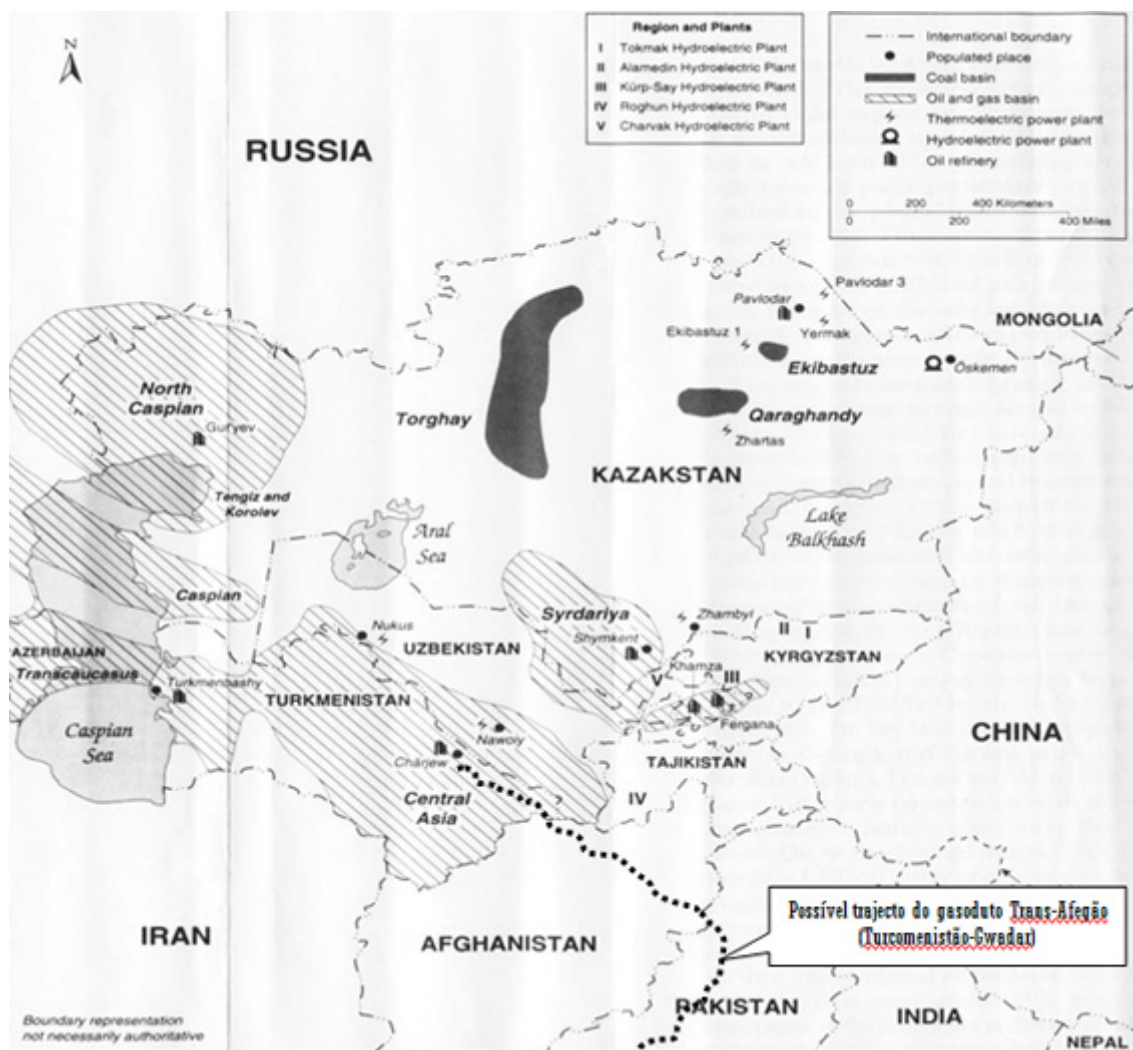 N
Region and Plants
I Tokmak Hydroelectric Plant
II Alamedin Hydroelectric Plant
III Kürp-Say Hydroelectric Plant
IV Roghun Hydroelectric Plant
V Charvak Hydroelectric Plant
International boundary
Populated place
Coal basin
Oil and gas basin
Thermoelectric power plant
Hydroelectric power plant
Oil refinery
0 200 400 Kilometers
0 200 400 Miles
RUSSIA
Pavlodar 3
Pavlodar
Yermak
MONGOLIA
Ekibastuz 1
Ekibastuz
Öskemen
North
Caspian
Gur'yev
Torghay
Qaraghandy
Zhartas
KAZAKSTAN
Tengiz and
Korolev
Aral
Sea
Lake
Balkhash
Caspian
Syrdariya
Zhambyl
II I
Nukus
UZBEKISTAN
Shymkent
KYRGYZSTAN
AZERBAIJAN
Transcaucasus
Turkmenbashy
TURKMENISTAN
Khamza
V III
Fergana
Caspian
Sea
Nawoiy
Chärjew
CHINA
TAJIKISTAN
Central
Asia
IV
Possível trajecto do gasoduto Trans-Afegão
(Turcomenistão-Gwadar)
IRAN
AFGHANISTAN
PAKISTAN
INDIA
NEPAL
Boundary representation
not necessarily authoritative